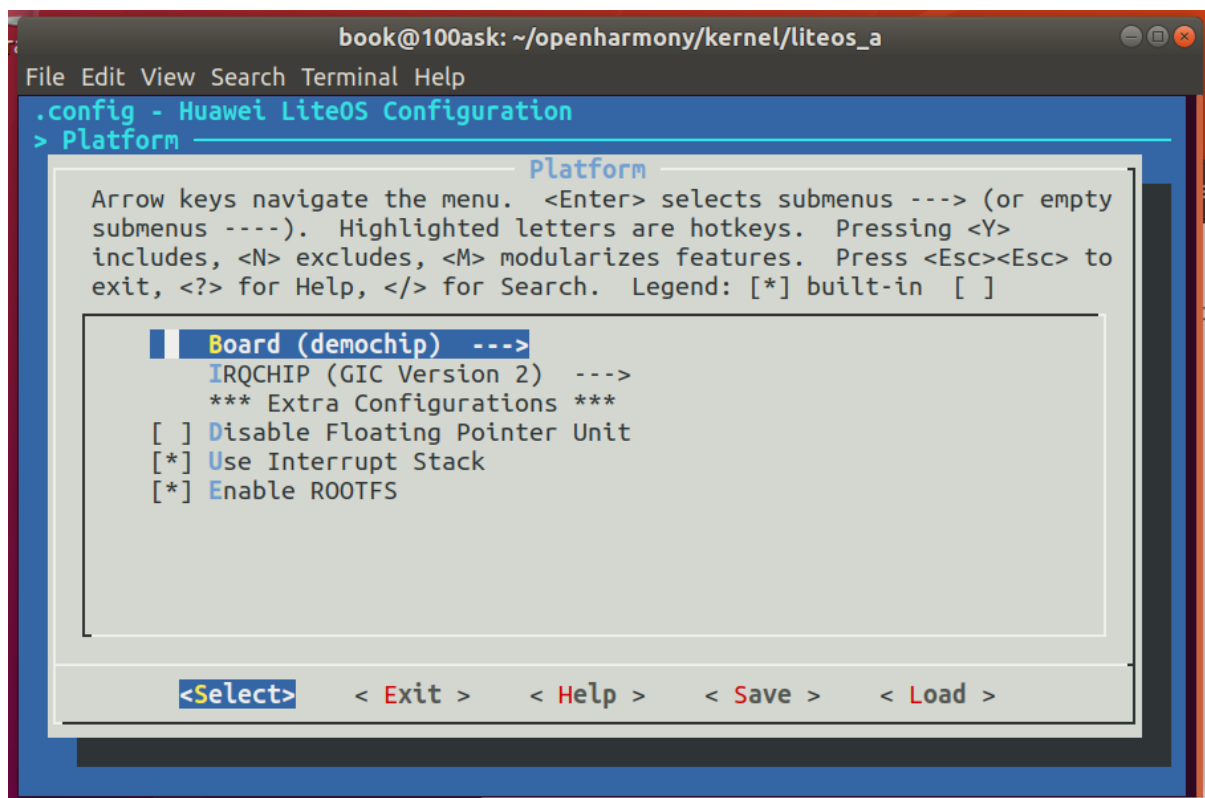 book@100ask: ~/openharmony/kernel/liteos_a
File Edit View Search Terminal Help
.config - Huawei LiteOS Configuration
> Platform
Platform
Arrow keys navigate the menu.  <Enter> selects submenus ---> (or empty
submenus ----).  Highlighted letters are hotkeys.  Pressing <Y>
includes, <N> excludes, <M> modularizes features.  Press <Esc><Esc> to
exit, <?> for Help, </> for Search.  Legend: [*] built-in  [ ]
Board (demochip)  --->
IRQCHIP (GIC Version 2)  --->
*** Extra Configurations ***
[ ] Disable Floating Pointer Unit
[*] Use Interrupt Stack
[*] Enable ROOTFS
<Select>    < Exit >    < Help >    < Save >    < Load >